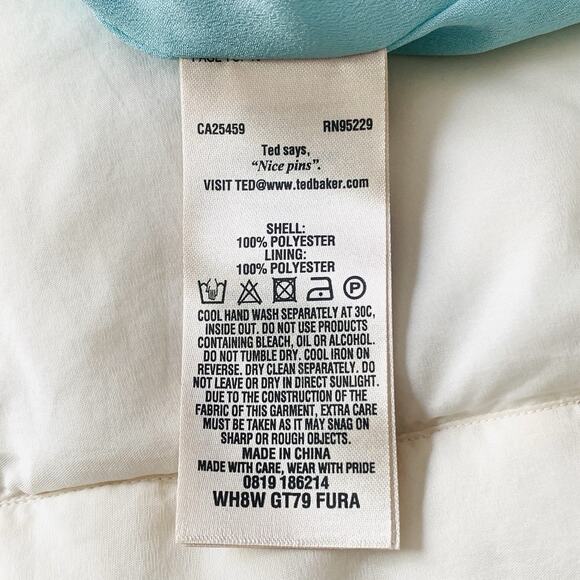 CA25459 RN95229
Ted says,
"Nice pins".
VISIT TED@www.tedbaker.com
SHELL:
100% POLYESTER
LINING:
100% POLYESTER
P
COOL HAND WASH SEPARATELY AT 30C,
INSIDE OUT. DO NOT USE PRODUCTS
CONTAINING BLEACH, OIL OR ALCOHOL.
DO NOT TUMBLE DRY. COOL IRON ON
REVERSE. DRY CLEAN SEPARATELY. DO
NOT LEAVE OR DRY IN DIRECT SUNLIGHT.
DUE TO THE CONSTRUCTION OF THE
FABRIC OF THIS GARMENT, EXTRA CARE
MUST BE TAKEN AS IT MAY SNAG ON
SHARP OR ROUGH OBJECTS.
MADE IN CHINA
MADE WITH CARE, WEAR WITH PRIDE
0819 186214
WH8W GT79 FURA